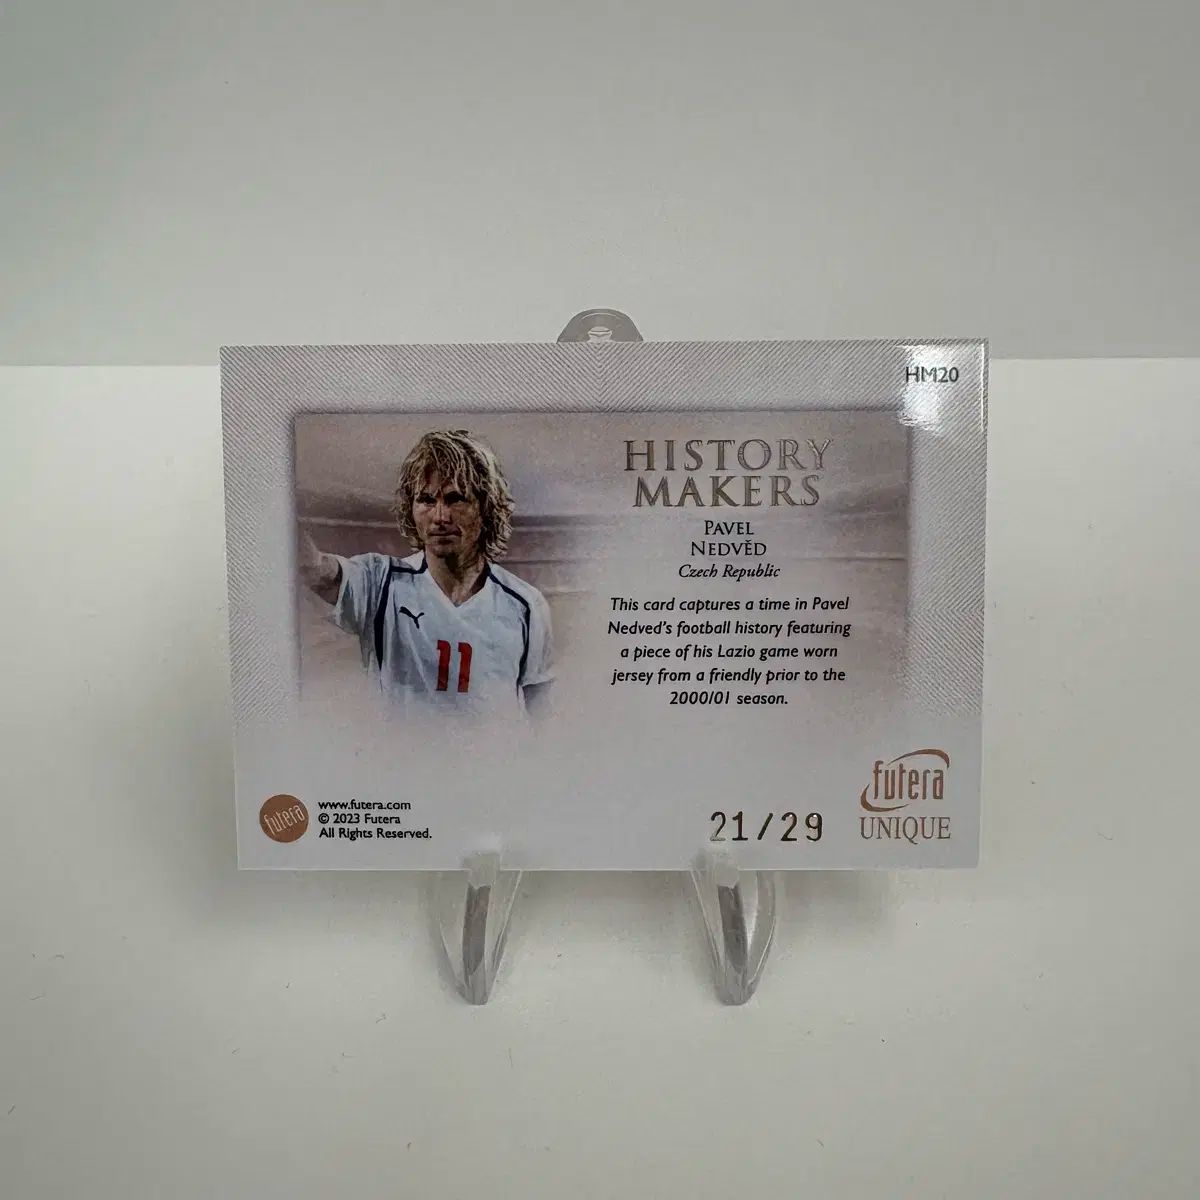 HM20
HISTORY
MAKERS
PAVEL
NEDVĚD
Czech Republic
This card captures a time in Pavel
Nedved's football history featuring
a piece of his Lazio game worn
jersey from a friendly prior to the
2000/01 season.
11
futera
www.futera.com
© 2023 Futera
All Rights Reserved.
21/29
futera
UNIQUE